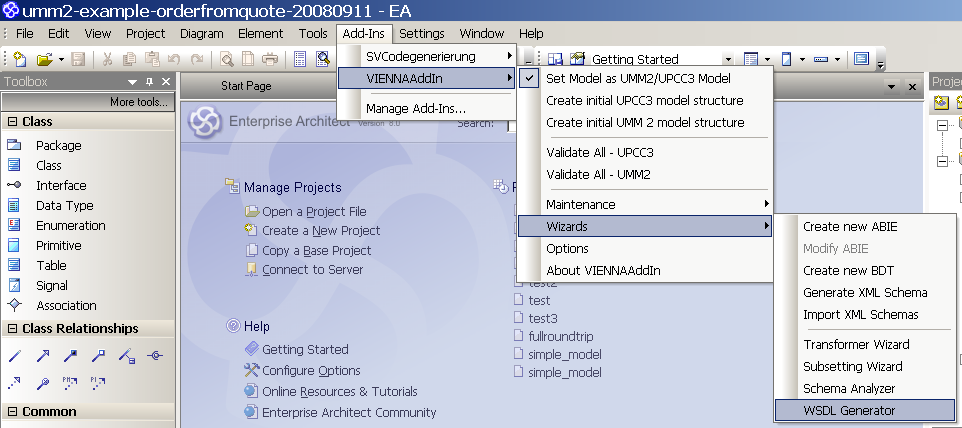 umm2-example-orderfromquote-20080911 - EA
File Edit View Project Diagram Element Tools Add-Ins Settings Window Help
Getting Started
Toolbox
More tools...
Class
Package
Class
Interface
Data Type
Enumeration
Primitive
Table
Signal
Association
Class Relationships
Common
SVCodegenerierung
VIENNAAddIn
Manage Add-Ins...
Set Model as UMM2/UPCC3 Model
Create initial UPCC3 model structure
Create initial UMM 2 model structure
Validate All - UPCC3
Validate All - UMM2
Maintenance
Wizards
Options
About VIENNAAddIn
Create new ABIE
Modify ABIE
Create new BDT
Generate XML Schema
Import XML Schemas
Transformer Wizard
Subsetting Wizard
Schema Analyzer
WSDL Generator
Start Page
Enterprise Architect Version 8.0
Search:
Manage Projects
Open a Project File
Create a New Project
Copy a Base Project
Connect to Server
Help
Getting Started
Configure Options
Online Resources & Tutorials
Enterprise Architect Community
test2
test
test3
fullroundtrip
simple_model
simple_model